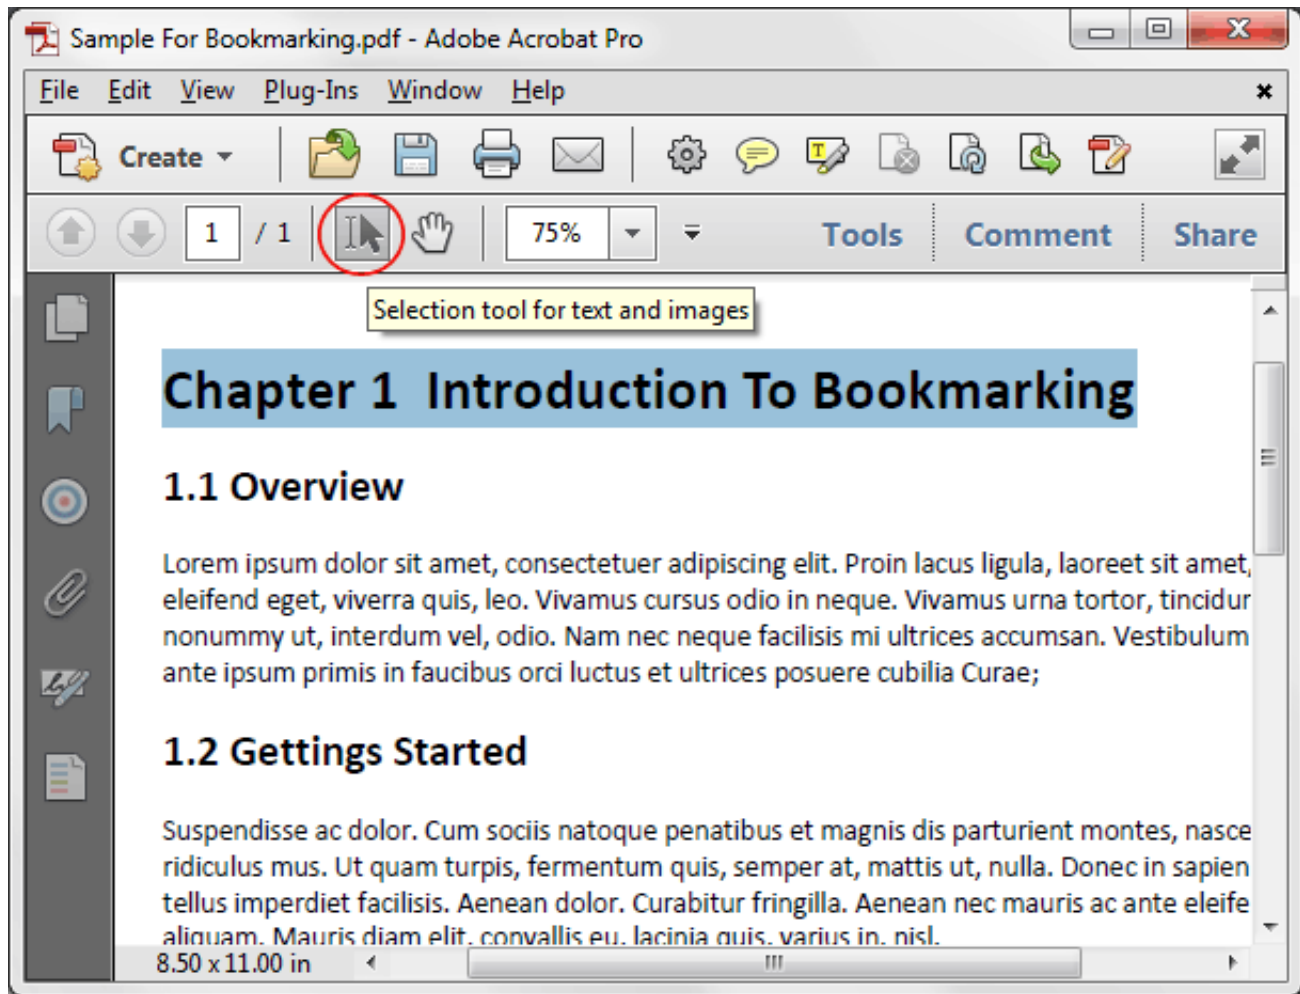 Sample For Bookmarking.pdf - Adobe Acrobat Pro
File Edit View Plug-Ins Window Help
Create
1 / 1 75% Tools Comment Share
Selection tool for text and images
Chapter 1 Introduction To Bookmarking
1.1 Overview
Lorem ipsum dolor sit amet, consectetuer adipiscing elit. Proin lacus ligula, laoreet sit amet,
eleifend eget, viverra quis, leo. Vivamus cursus odio in neque. Vivamus urna tortor, tincidur
nonummy ut, interdum vel, odio. Nam nec neque facilisis mi ultrices accumsan. Vestibulum
ante ipsum primis in faucibus orci luctus et ultrices posuere cubilia Curae;
1.2 Gettings Started
Suspendisse ac dolor. Cum sociis natoque penatibus et magnis dis parturient montes, nasce
ridiculus mus. Ut quam turpis, fermentum quis, semper at, mattis ut, nulla. Donec in sapien
tellus imperdiet facilisis. Aenean dolor. Curabitur fringilla. Aenean nec mauris ac ante eleife
aliquam. Mauris diam elit, convallis eu, lacinia quis, varius in, nisl.
8.50 x 11.00 in